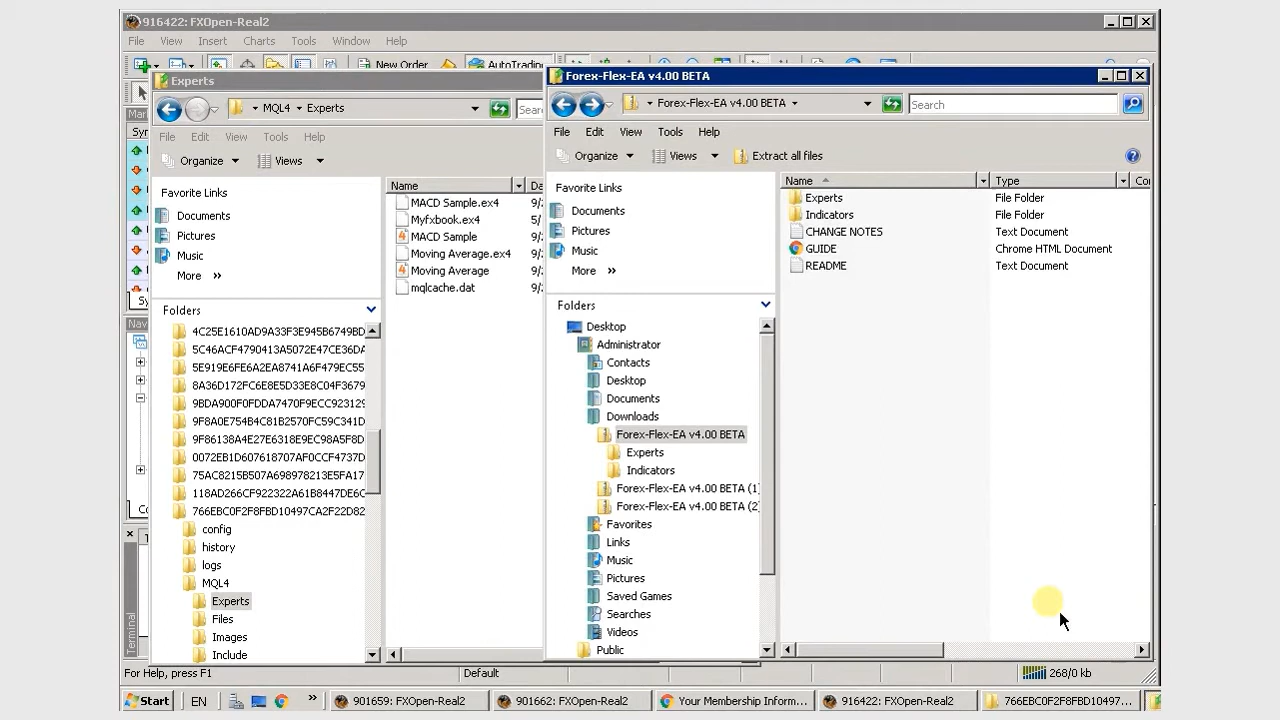 916422: FXOpen-Real2
File View Insert Charts Tools Window Help
New Order
AutoTrading
Experts
MQL4 Experts
File Edit View Tools Help
Organize Views
Favorite Links
Documents
Pictures
Music
More »
Folders
4C25E1610AD9A33F3E945B6749BD
5C46ACF4790413A5072E47CE36DA
5E919E6FE6A2EA8741A6F479EC55
8A36D172FC6E8E5D33E8C04F3679
9BDA900F0FDDA7470F9ECC923129
9F8A0E754B4C81B2570FC59C341D
9F86138A4E27E6318E9EC98A5F8D
0072EB1D607618707AF0CCF4737D
75AC8215B507A698978213E5FA17
118AD266CF922322A61B8447DE6C
766EBC0F2F8FBD10497CA2F22D82
config
history
logs
MQL4
Experts
Files
Images
Include
Name
MACD Sample.ex4 9/
Myfxbook.ex4 5/
MACD Sample 9/
Moving Average.ex4 9/
Moving Average 9/
mqlcache.dat 9/
Forex-Flex-EA v4.00 BETA
Forex-Flex-EA v4.00 BETA Search
File Edit View Tools Help
Organize Views Extract all files
Favorite Links
Documents
Pictures
Music
More »
Folders
Desktop
Administrator
Contacts
Desktop
Documents
Downloads
Forex-Flex-EA v4.00 BETA
Experts
Indicators
Forex-Flex-EA v4.00 BETA (1)
Forex-Flex-EA v4.00 BETA (2)
Favorites
Links
Music
Pictures
Saved Games
Searches
Videos
Public
Name Type
Experts File Folder
Indicators File Folder
CHANGE NOTES Text Document
GUIDE Chrome HTML Document
README Text Document
Terminal
For Help, press F1 Default 268/0 kb
Start EN » 901659: FXOpen-Real2 901662: FXOpen-Real2 Your Membership Inform... 916422: FXOpen-Real2 766EBC0F2F8FBD10497...